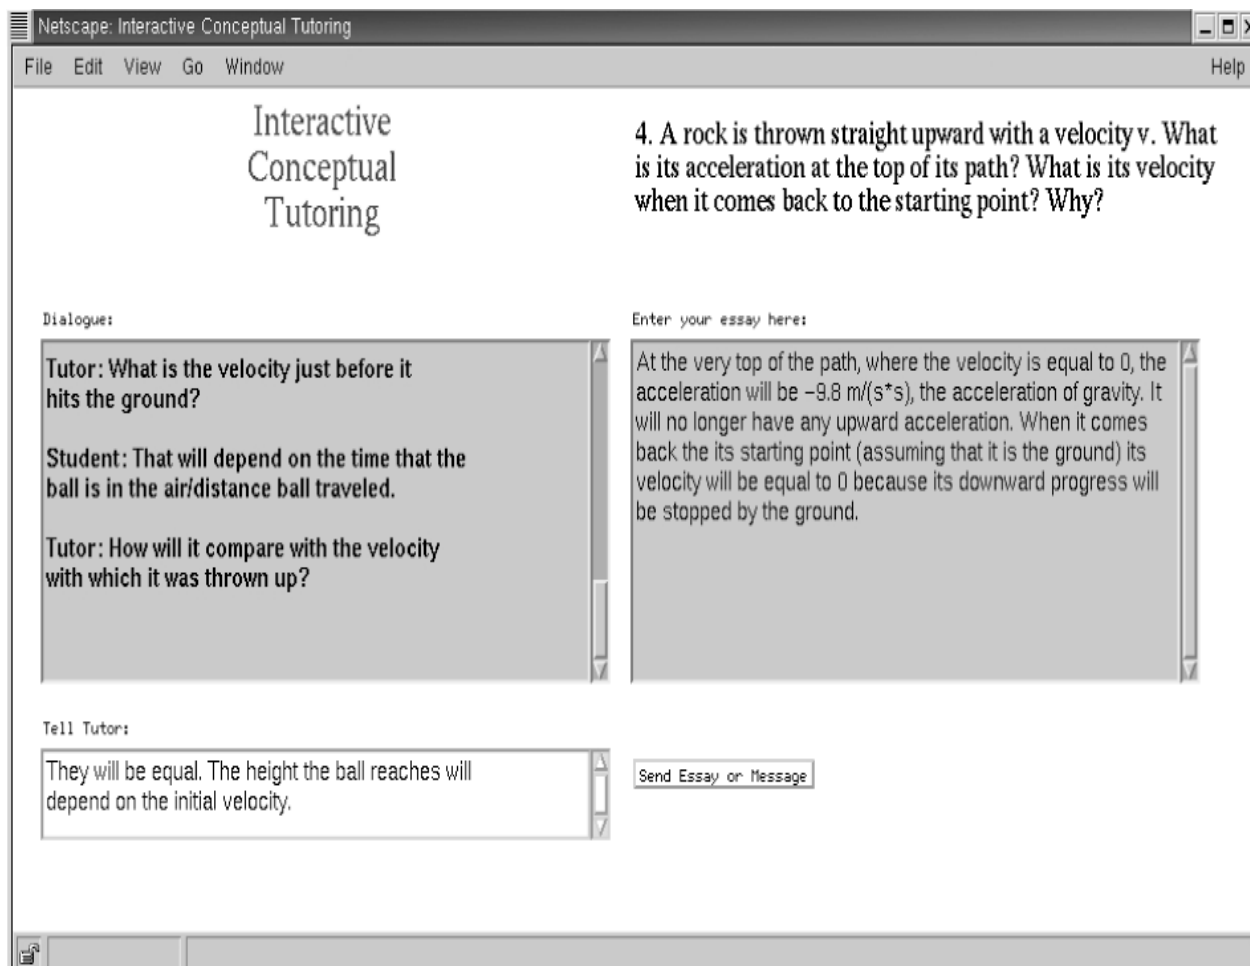 Netscape: Interactive Conceptual Tutoring
File Edit View Go Window Help
Interactive
Conceptual
Tutoring
4. A rock is thrown straight upward with a velocity v. What
is its acceleration at the top of its path? What is its velocity
when it comes back to the starting point? Why?
Dialogue:
Tutor: What is the velocity just before it
hits the ground?
Student: That will depend on the time that the
ball is in the air/distance ball traveled.
Tutor: How will it compare with the velocity
with which it was thrown up?
Enter your essay here:
At the very top of the path, where the velocity is equal to 0, the
acceleration will be −9.8 m/(s*s), the acceleration of gravity. It
will no longer have any upward acceleration. When it comes
back the its starting point (assuming that it is the ground) its
velocity will be equal to 0 because its downward progress will
be stopped by the ground.
Tell Tutor:
They will be equal. The height the ball reaches will
depend on the initial velocity.
Send Essay or Message